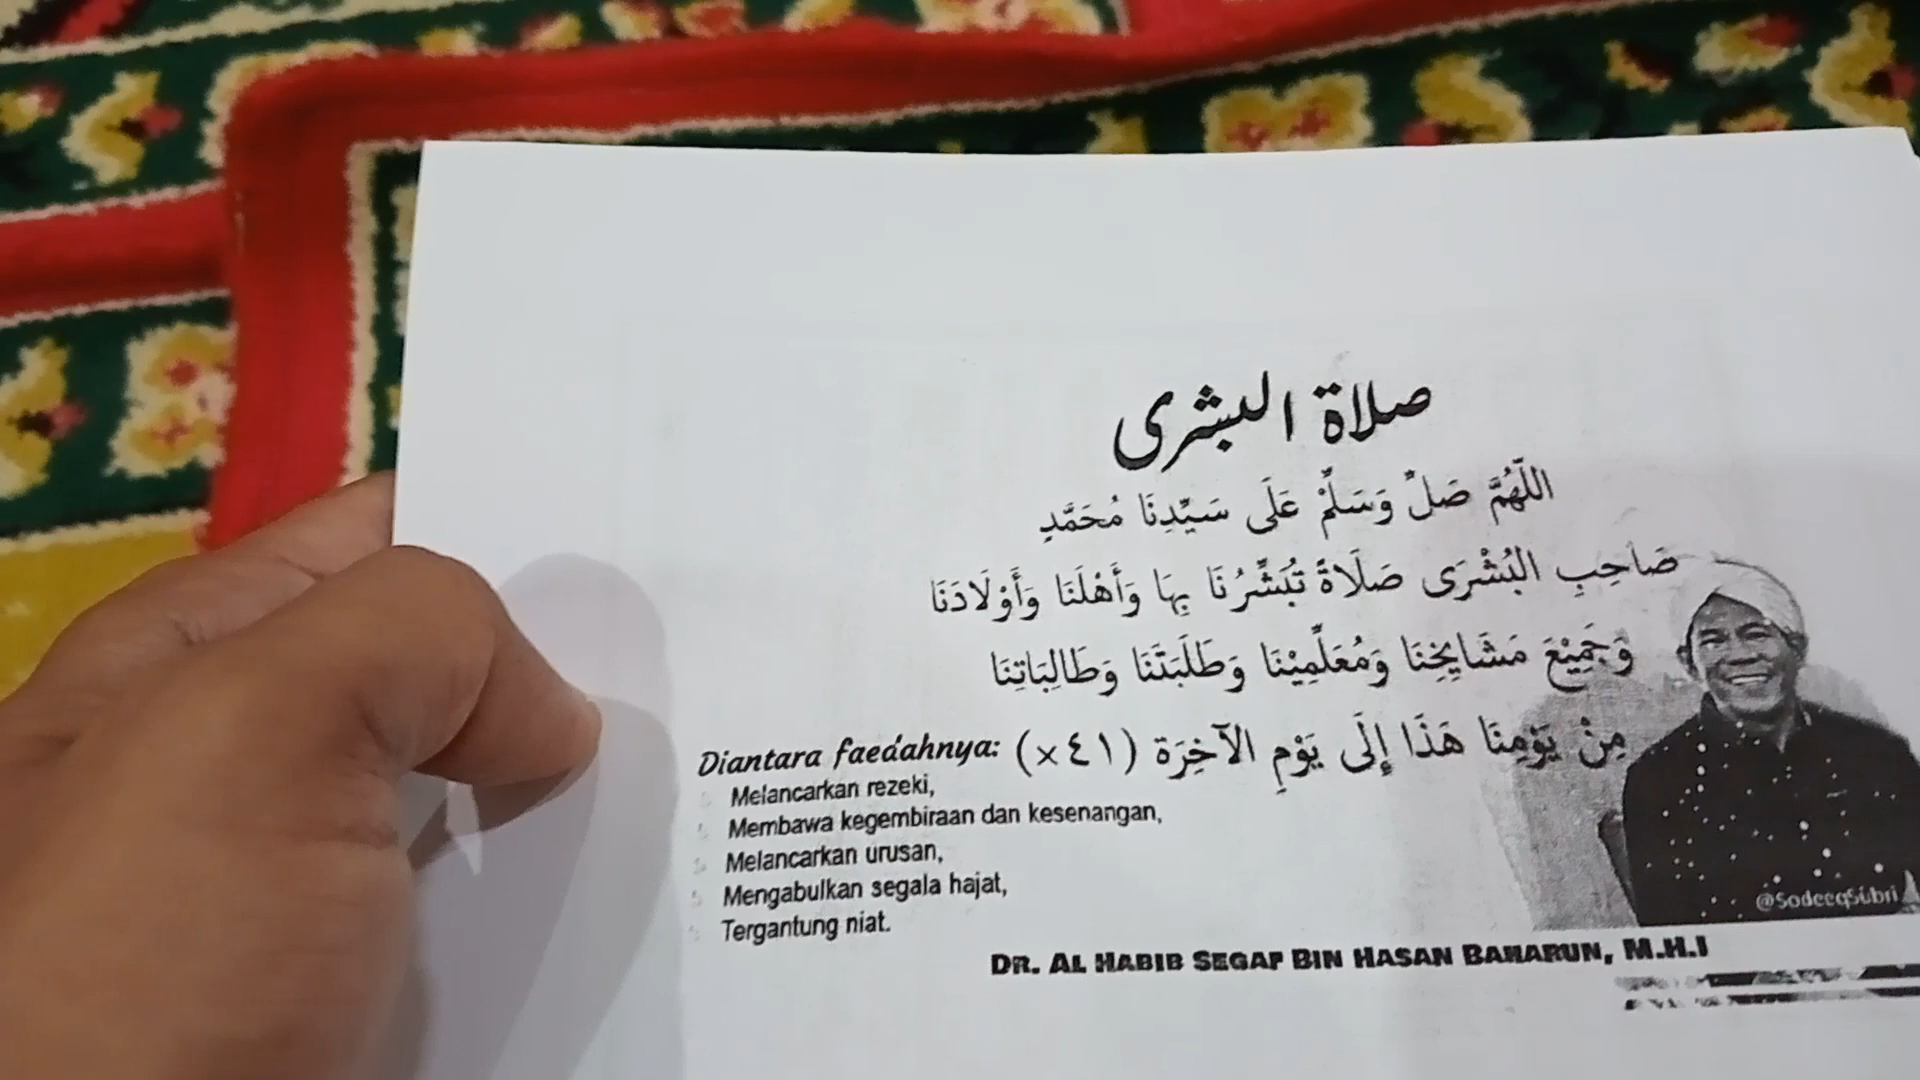 صلاة البشرى
اللّهُمَّ صَلِّ وَسَلِّمْ عَلَى سَيِّدِنَا مُحَمَّدٍ
صَاحِبِ الْبُشْرَى صَلَاةً تُبَشِّرُنَا بِهَا وَأَهْلَنَا وَأَوْلَادَنَا
وَجَمِيْعَ مَشَايِخِنَا وَمُعَلِّمِيْنَا وَطَلَبَتَنَا وَطَالِبَاتِنَا
مِنْ يَوْمِنَا هَذَا إِلَى يَوْمِ الآخِرَة (٤١ ×)
Diantara faedahnya:
Melancarkan rezeki,
Membawa kegembiraan dan kesenangan,
Melancarkan urusan,
Mengabulkan segala hajat,
Tergantung niat.
@SodeeqSubri
DR. AL HABIB SEGAF BIN HASAN BAHARUN, M.H.I